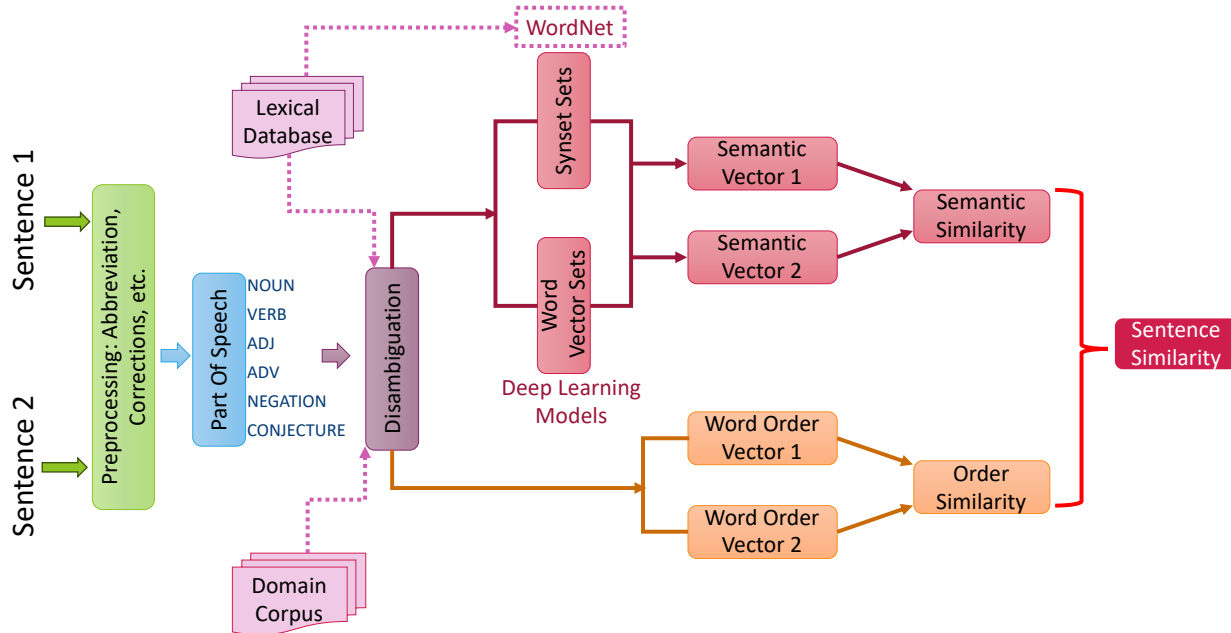 WordNet
Lexical
Database
Synset Sets
Sentence 1
Sentence 2
Preprocessing: Abbreviation,
Corrections, etc.
Part Of Speech
NOUN
VERB
ADJ
ADV
NEGATION
CONJECTURE
Disambiguation
Word
Vector Sets
Deep Learning
Models
Semantic
Vector 1
Semantic
Vector 2
Semantic
Similarity
Sentence
Similarity
Word Order
Vector 1
Word Order
Vector 2
Order
Similarity
Domain
Corpus